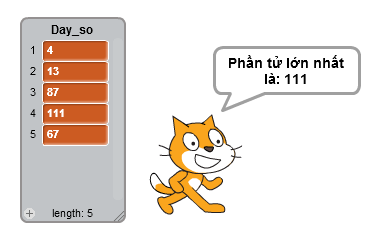 Day_so
1 4
2 13
3 87
4 111
5 67
+ length: 5
Phần tử lớn nhất
là: 111